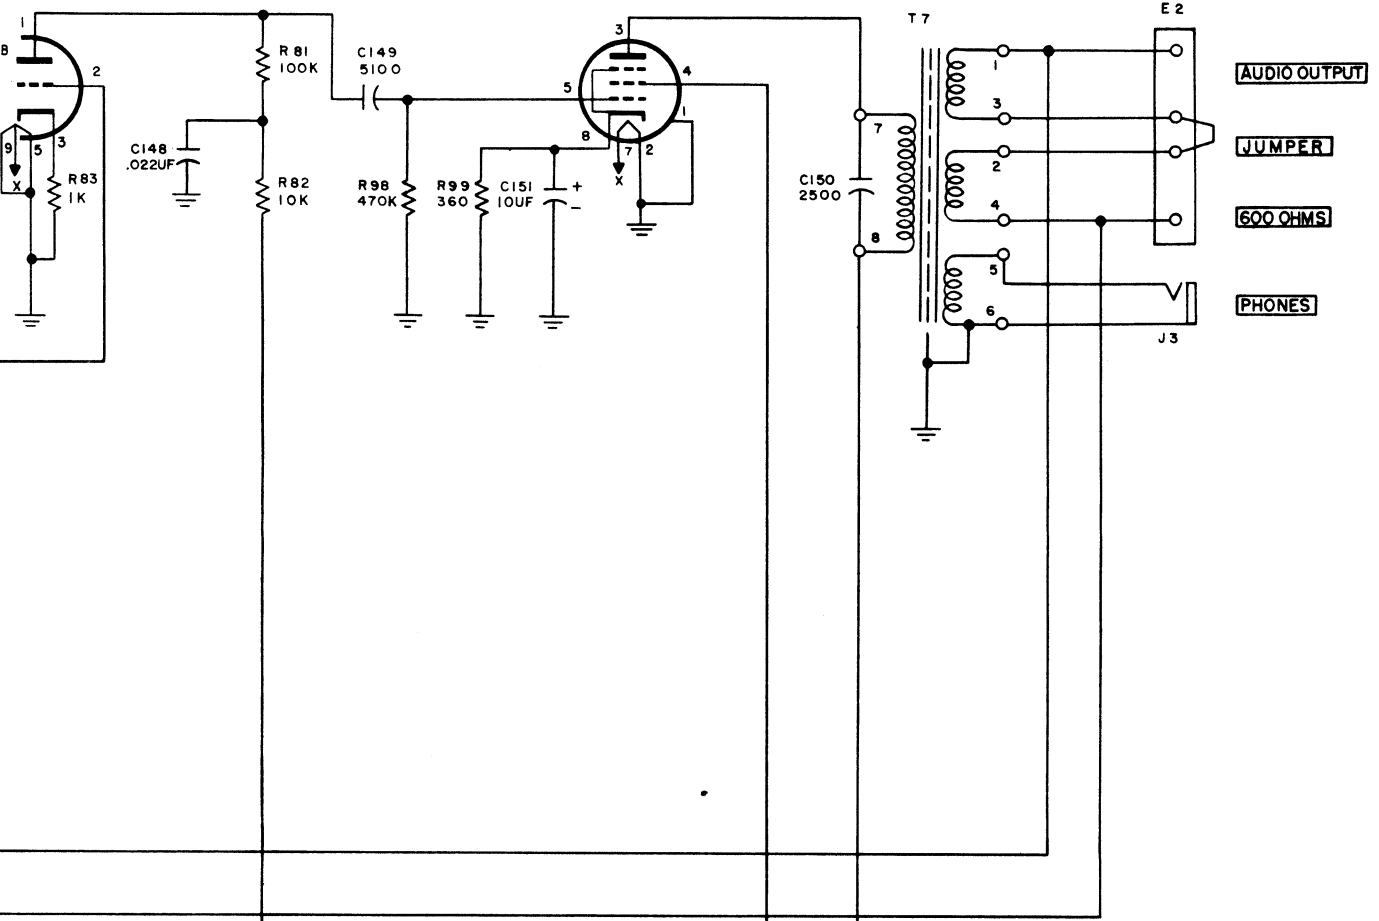 E2
T7
1
3
B
R81
100K
C149
5100
2
4
5
1
1
3
7
AUDIO OUTPUT
C148
.022UF
9
5
3
X
R83
1K
R82
10K
8
7
2
X
R98
470K
R99
360
C151
10UF
+
−
C150
2500
8
2
4
JUMPER
600 OHMS
5
6
PHONES
J3